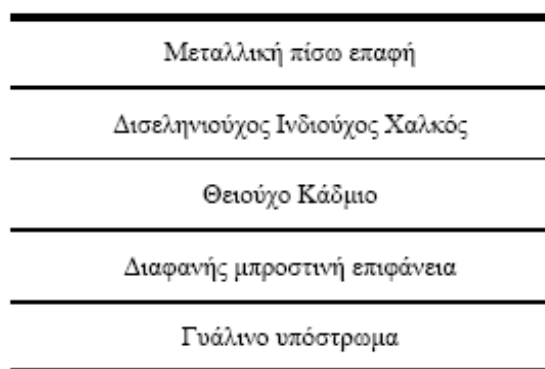 Μεταλλική πίσω επαφή
Δισεληνιούχος Ινδιούχος Χαλκός
Θειούχο Κάδμιο
Διαφανής μπροστινή επιφάνεια
Γυάλινο υπόστρωμα